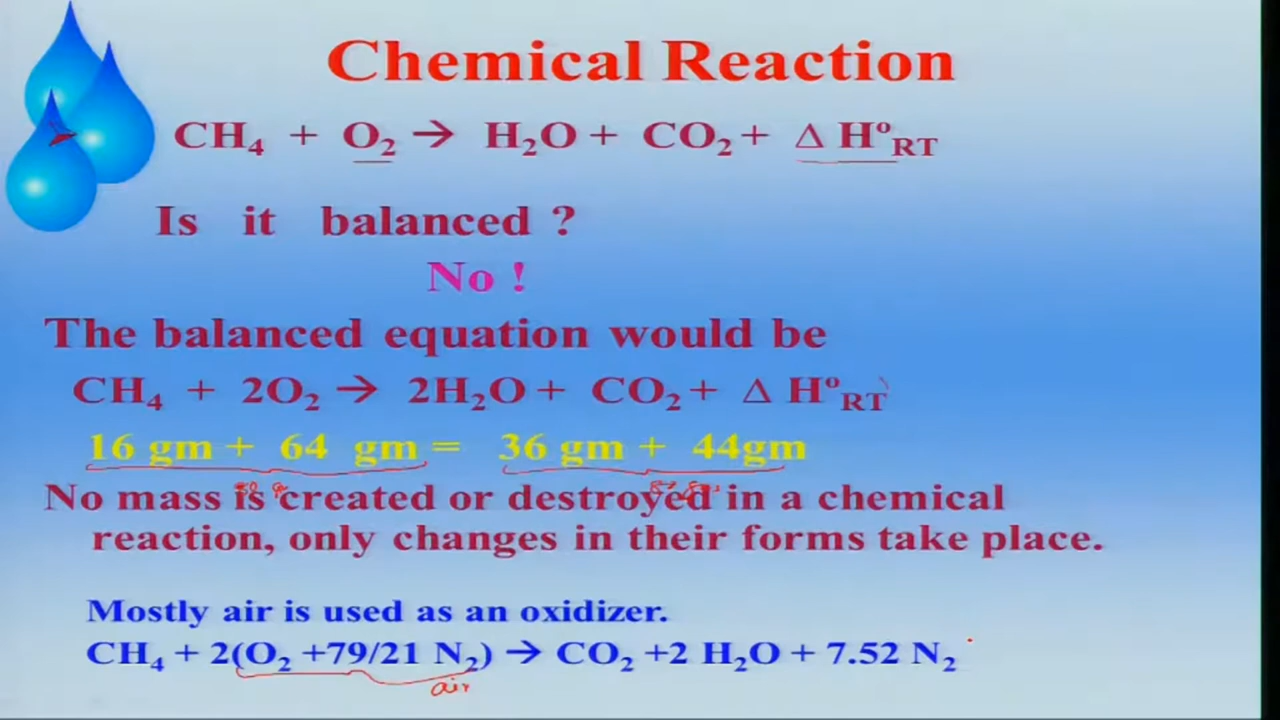 Chemical Reaction
CH₄ + O₂ → H₂O + CO₂ + Δ Hº_RT
Is it balanced ?
No !
The balanced equation would be
CH₄ + 2O₂ → 2H₂O + CO₂ + Δ Hº_RT
16 gm + 64 gm = 36 gm + 44gm
No mass is created or destroyed in a chemical
reaction, only changes in their forms take place.
Mostly air is used as an oxidizer.
CH₄ + 2(O₂ +79/21 N₂) → CO₂ +2 H₂O + 7.52 N₂
air